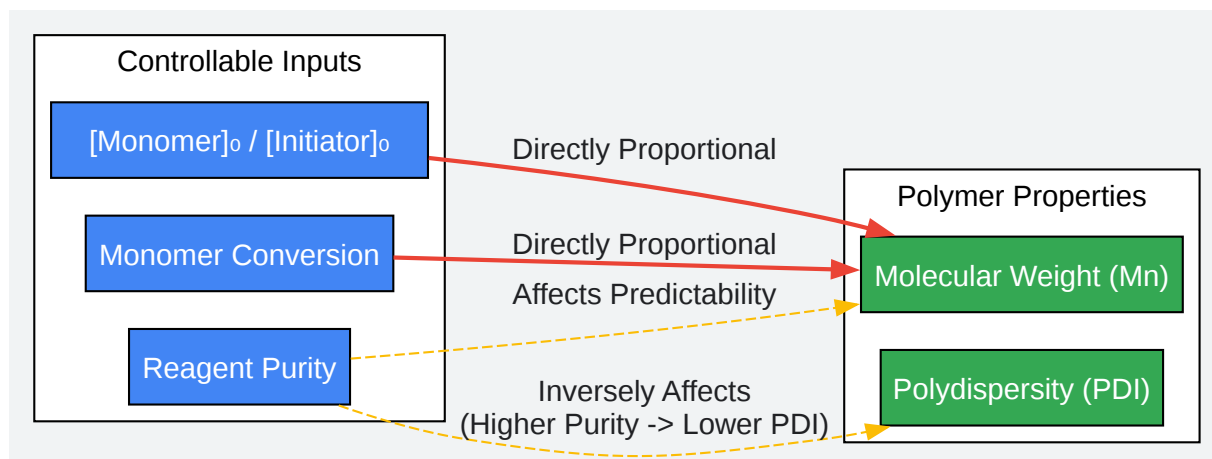 Controllable Inputs
[Monomer]₀ / [Initiator]₀
Directly Proportional
Polymer Properties
Monomer Conversion
Directly Proportional
Molecular Weight (Mn)
Affects Predictability
Reagent Purity
Inversely Affects
(Higher Purity -> Lower PDI)
Polydispersity (PDI)